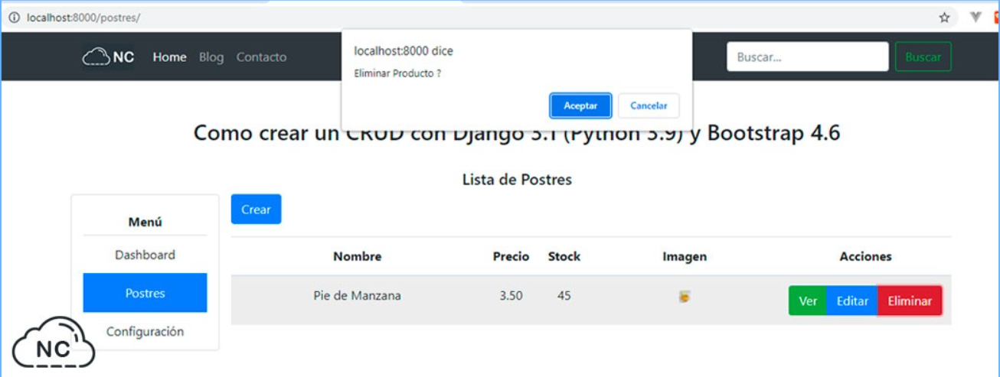 localhost:8000/postres/
NC Home Blog Contacto
localhost:8000 dice
Eliminar Producto ?
Aceptar Cancelar
Buscar... Buscar
Como crear un CRUD con Django 3.1 (Python 3.9) y Bootstrap 4.6
Lista de Postres
Menú
Dashboard
Postres
Configuración
Crear
Nombre Precio Stock Imagen Acciones
Pie de Manzana 3.50 45 Ver Editar Eliminar
NC